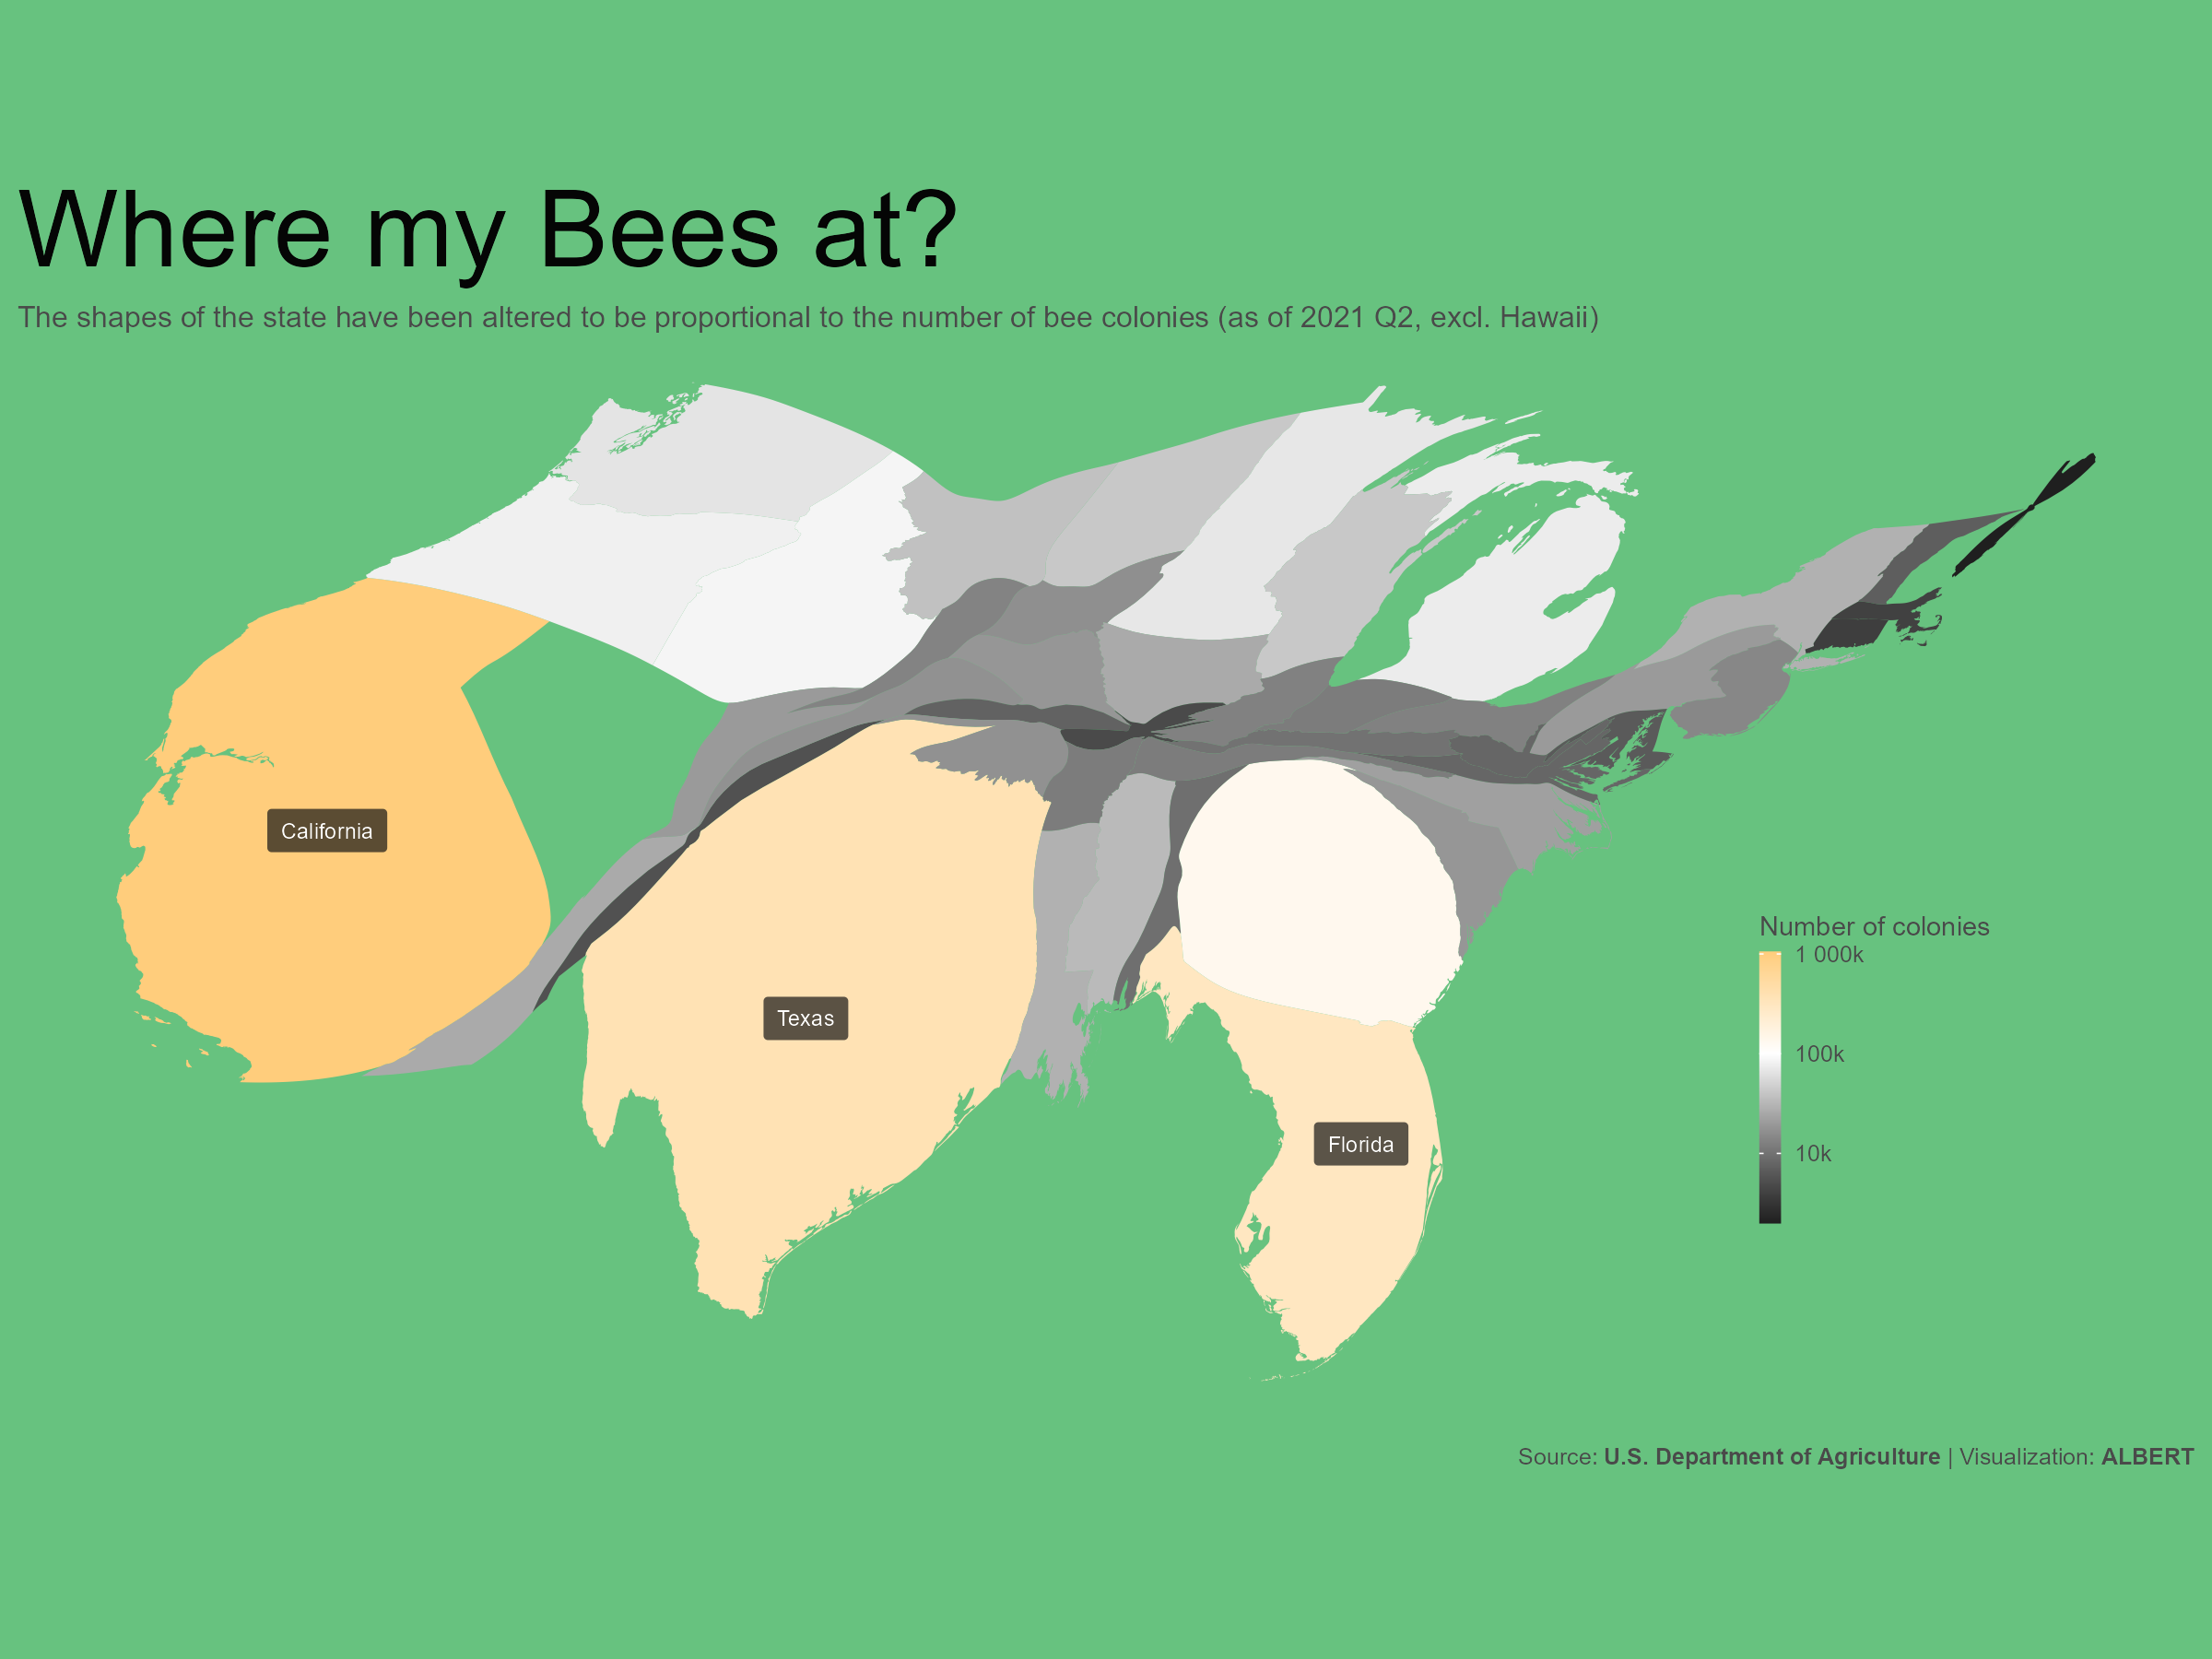 Where my Bees at?
The shapes of the state have been altered to be proportional to the number of bee colonies (as of 2021 Q2, excl. Hawaii)
California
Texas
Florida
Number of colonies
1 000k
100k
10k
Source: U.S. Department of Agriculture | Visualization: ALBERT